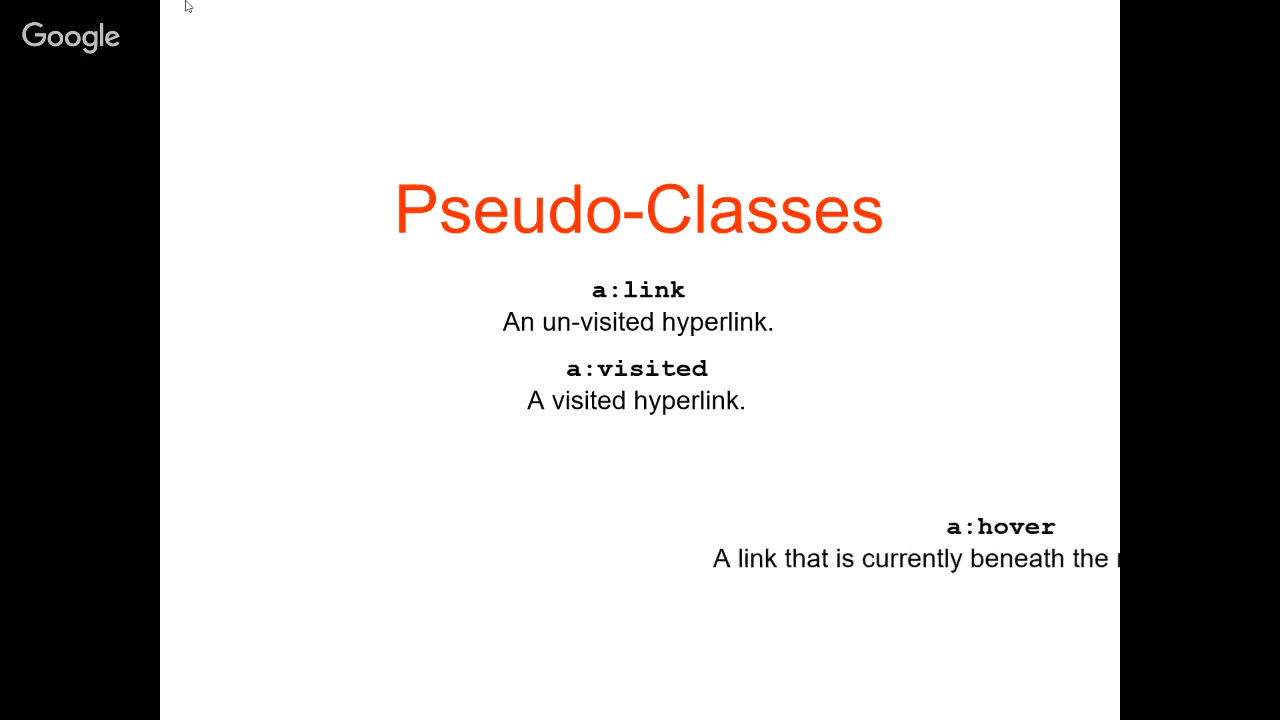 Google
Pseudo-Classes
a:link
An un-visited hyperlink.
a:visited
A visited hyperlink.
a:hover
A link that is currently beneath the